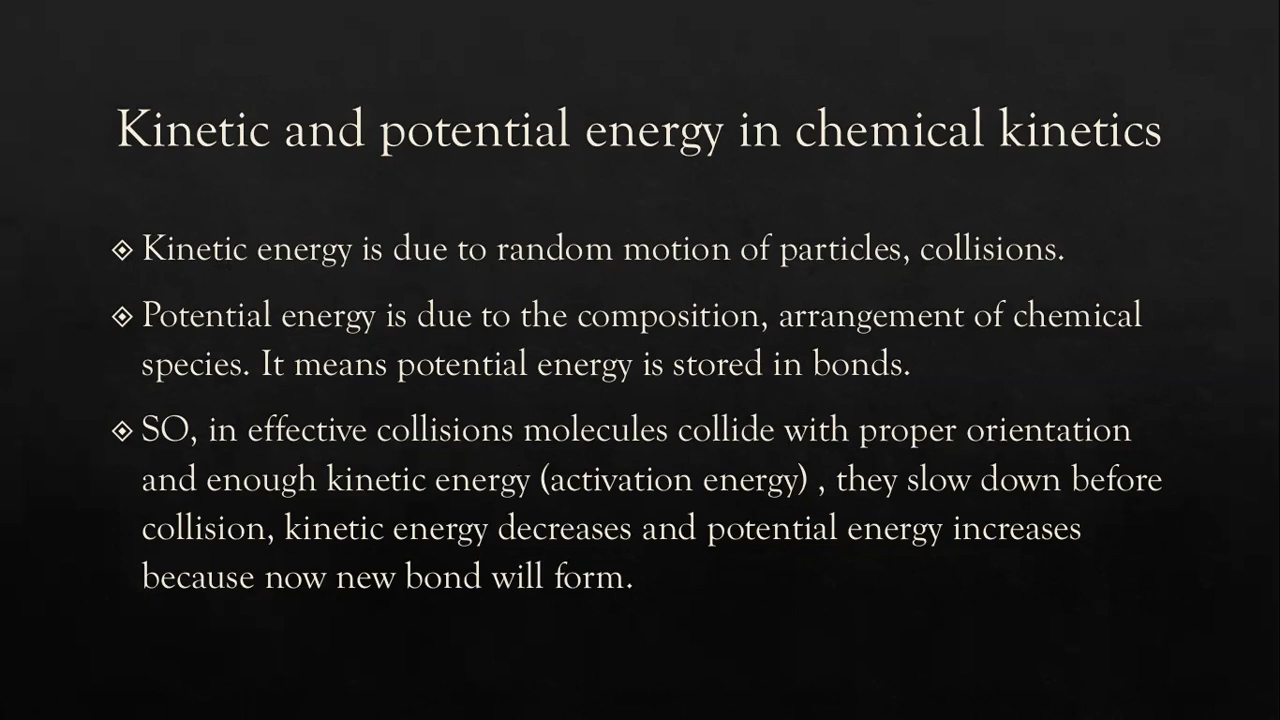 Kinetic and potential energy in chemical kinetics
Kinetic energy is due to random motion of particles, collisions.
Potential energy is due to the composition, arrangement of chemical
species. It means potential energy is stored in bonds.
SO, in effective collisions molecules collide with proper orientation
and enough kinetic energy (activation energy) , they slow down before
collision, kinetic energy decreases and potential energy increases
because now new bond will form.